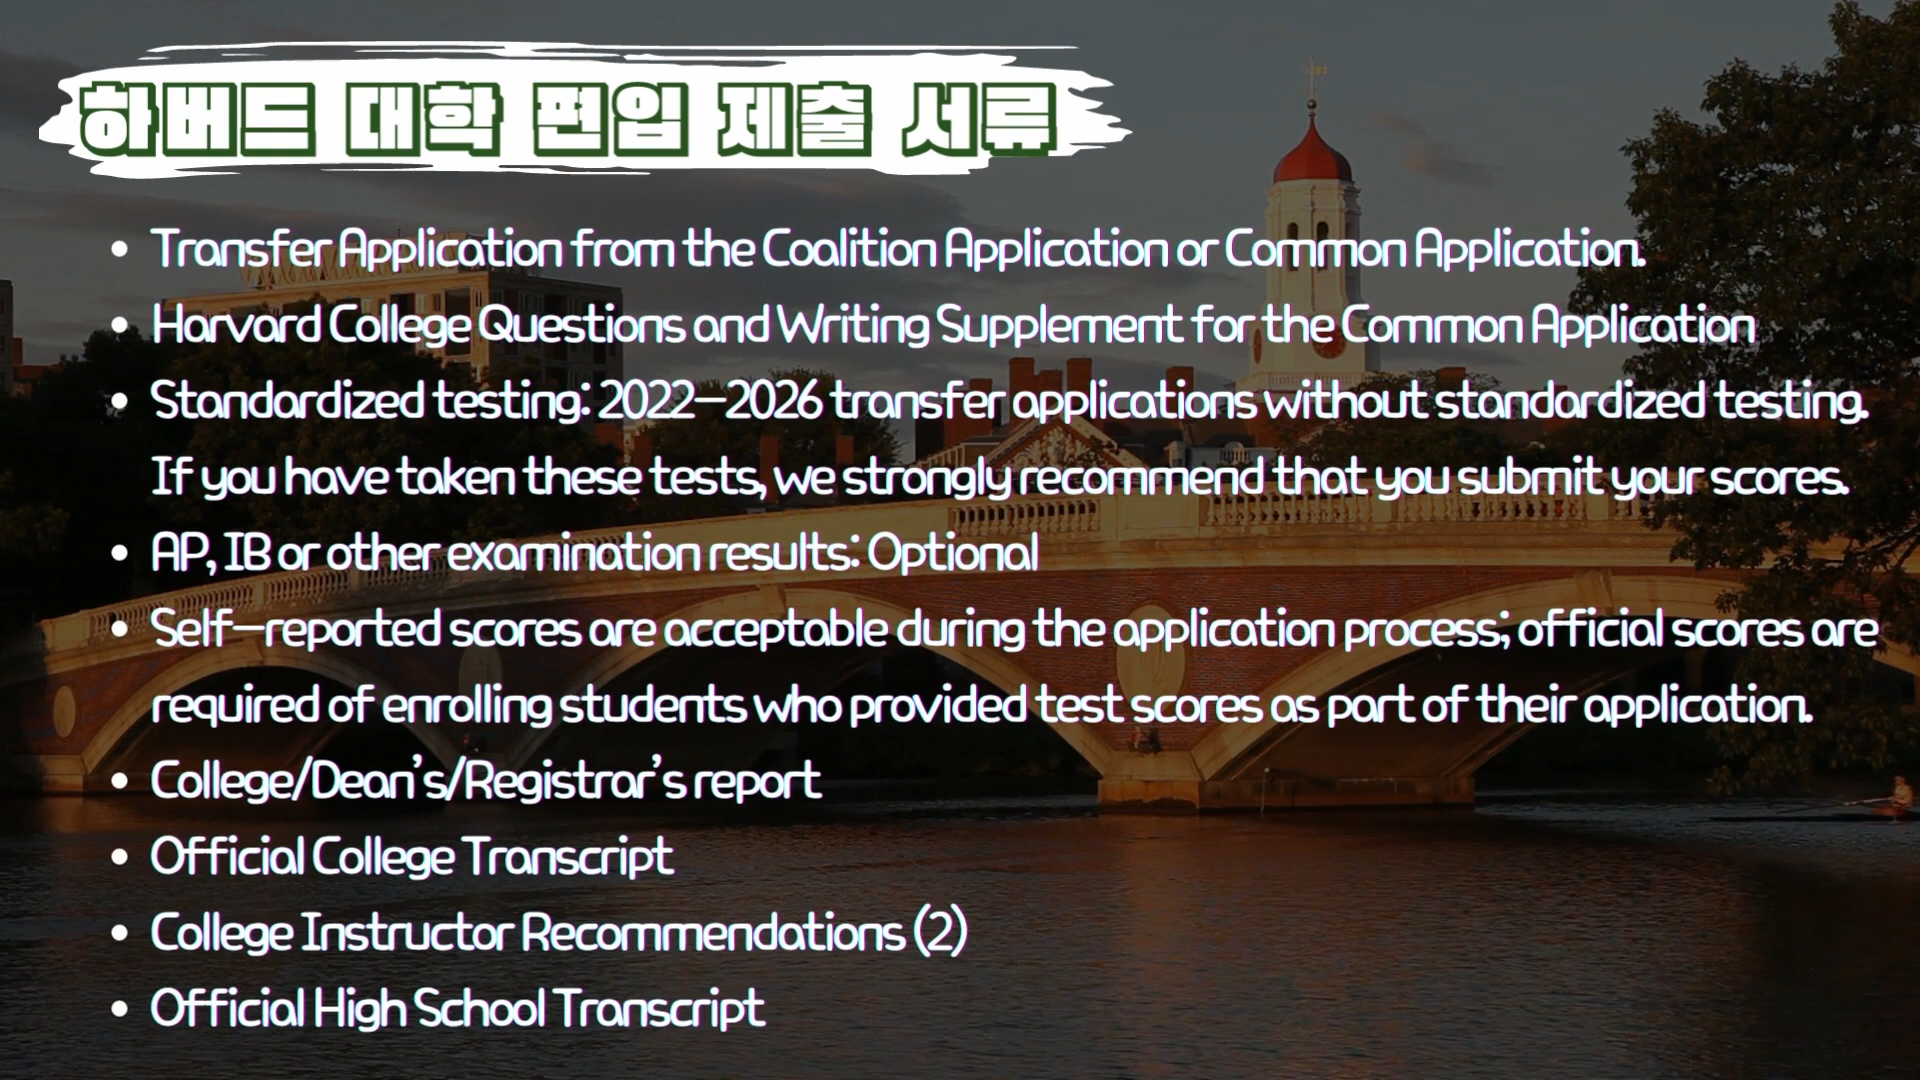 하버드 대학 편입 제출 서류
• Transfer Application from the Coalition Application or Common Application.
• Harvard College Questions and Writing Supplement for the Common Application
• Standardized testing: 2022–2026 transfer applications without standardized testing.
If you have taken these tests, we strongly recommend that you submit your scores.
• AP, IB or other examination results: Optional
• Self-reported scores are acceptable during the application process; official scores are
required of enrolling students who provided test scores as part of their application.
• College/Dean's/Registrar's report
• Official College Transcript
• College Instructor Recommendations (2)
• Official High School Transcript